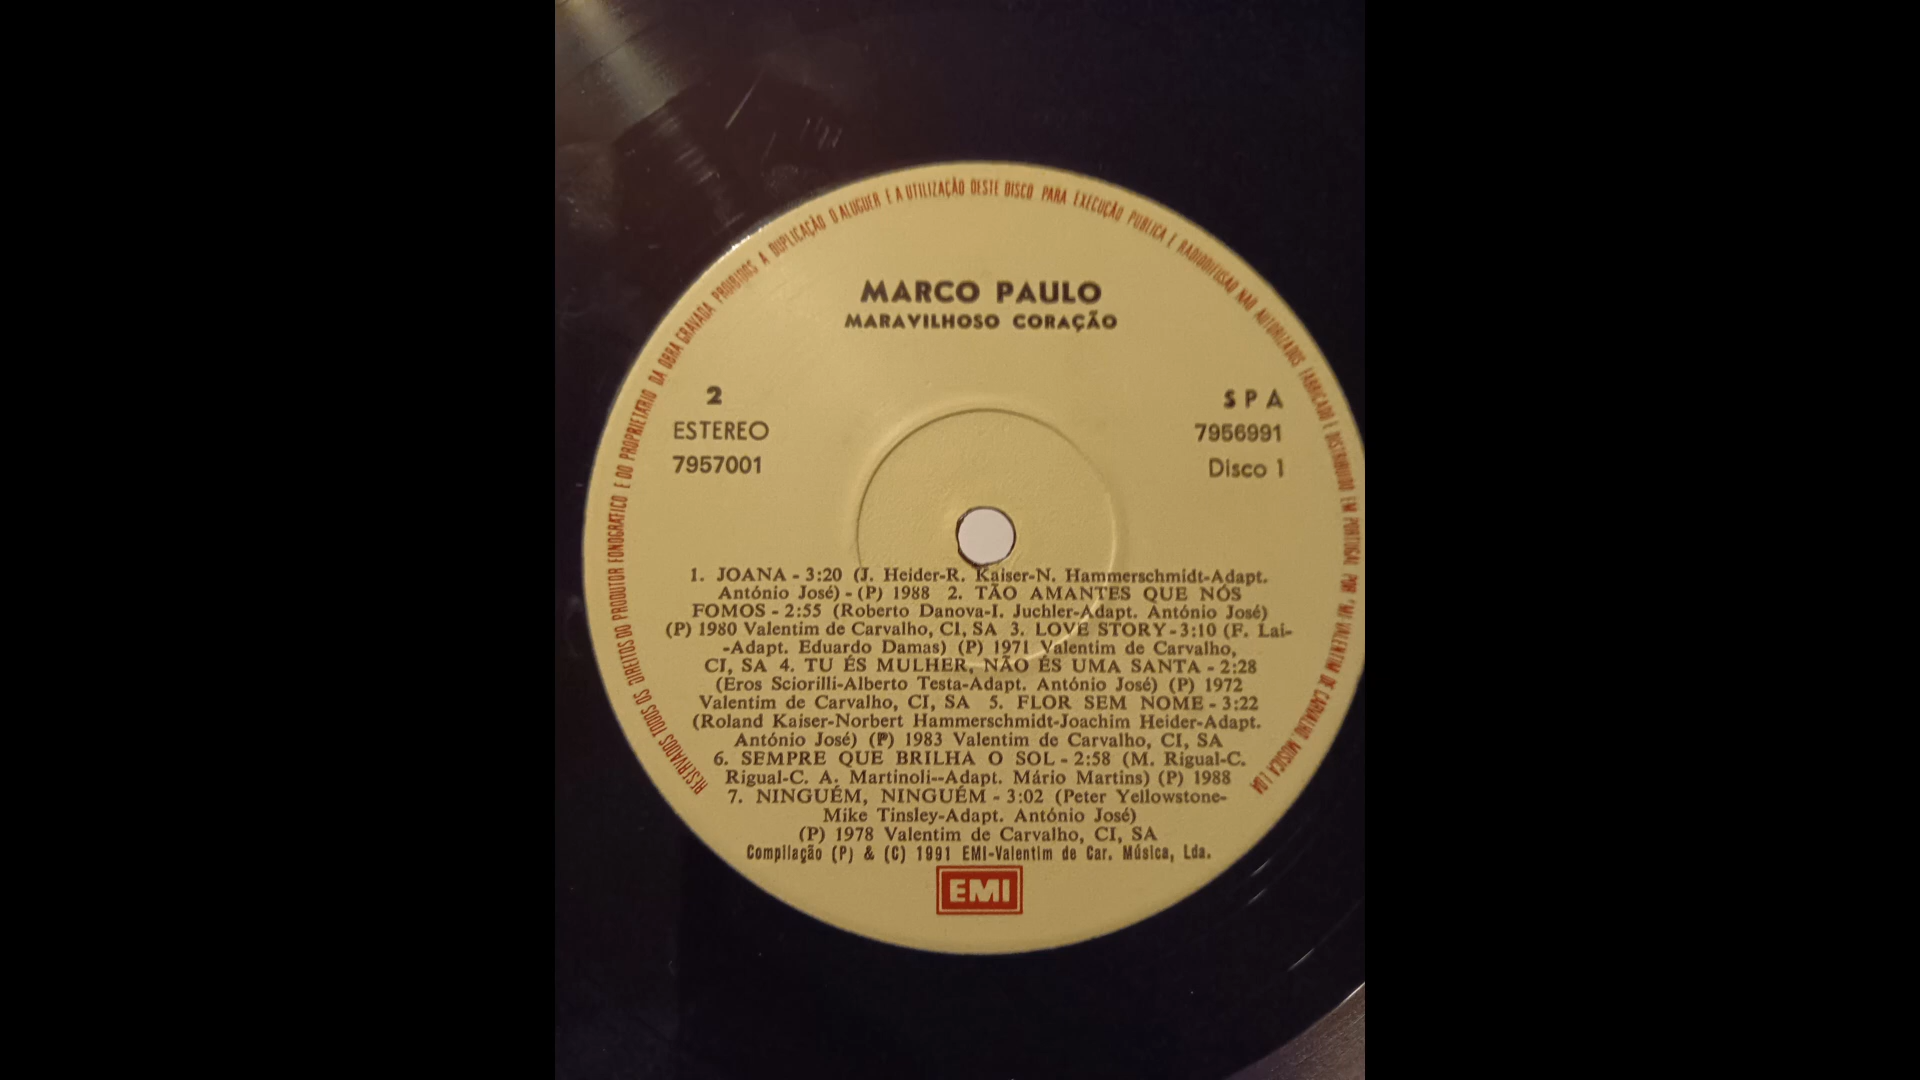 RESERVADOS TODOS OS DIREITOS DO PRODUTOR FONOGRÁFICO E DO PROPRIETÁRIO DA OBRA GRAVADA PROIBIDOS A DUPLICAÇÃO O ALUGUER E A UTILIZAÇÃO DESTE DISCO PARA EXECUÇÃO PUBLICA E RADIODIFUSÃO NÃO AUTORIZADOS FABRICADO E DISTRIBUIDO EM PORTUGAL POR VALENTIM DE CARVALHO, MUSICA LDA
MARCO PAULO
MARAVILHOSO CORAÇÃO
2
ESTEREO
7957001
S P A
7956991
Disco 1
1. JOANA - 3:20 (J. Heider-R. Kaiser-N. Hammerschmidt-Adapt.
António José) - (P) 1988 2. TÃO AMANTES QUE NÓS
FOMOS - 2:55 (Roberto Danova-I. Juchler-Adapt. António José)
(P) 1980 Valentim de Carvalho, CI, SA 3. LOVE STORY - 3:10 (F. Lai-
-Adapt. Eduardo Damas) (P) 1971 Valentim de Carvalho,
CI, SA 4. TU ÉS MULHER, NÃO ÉS UMA SANTA - 2:28
(Eros Sciorilli-Alberto Testa-Adapt. António José) (P) 1972
Valentim de Carvalho, CI, SA 5. FLOR SEM NOME - 3:22
(Roland Kaiser-Norbert Hammerschmidt-Joachim Heider-Adapt.
António José) (P) 1983 Valentim de Carvalho, CI, SA
6. SEMPRE QUE BRILHA O SOL - 2:58 (M. Rigual-C.
Rigual-C. A. Martinoli--Adapt. Mário Martins) (P) 1988
7. NINGUÉM, NINGUÉM - 3:02 (Peter Yellowstone-
Mike Tinsley-Adapt. António José)
(P) 1978 Valentim de Carvalho, CI, SA
Compilação (P) & (C) 1991 EMI-Valentim de Car. Música, Lda.
EMI